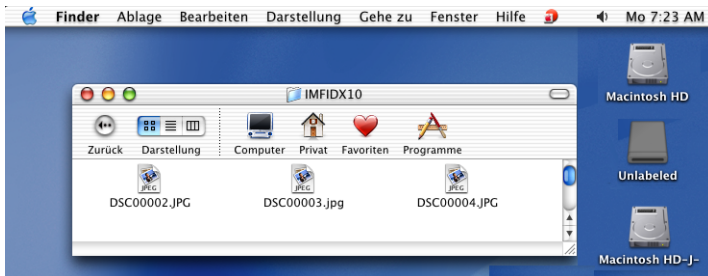 Finder Ablage Bearbeiten Darstellung Gehe zu Fenster Hilfe Mo 7:23 AM
IMFIDX10
Macintosh HD
Zurück Darstellung Computer Privat Favoriten Programme
JPEG JPEG JPEG
DSC00002.JPG DSC00003.jpg DSC00004.JPG
Unlabeled
Macintosh HD-J-